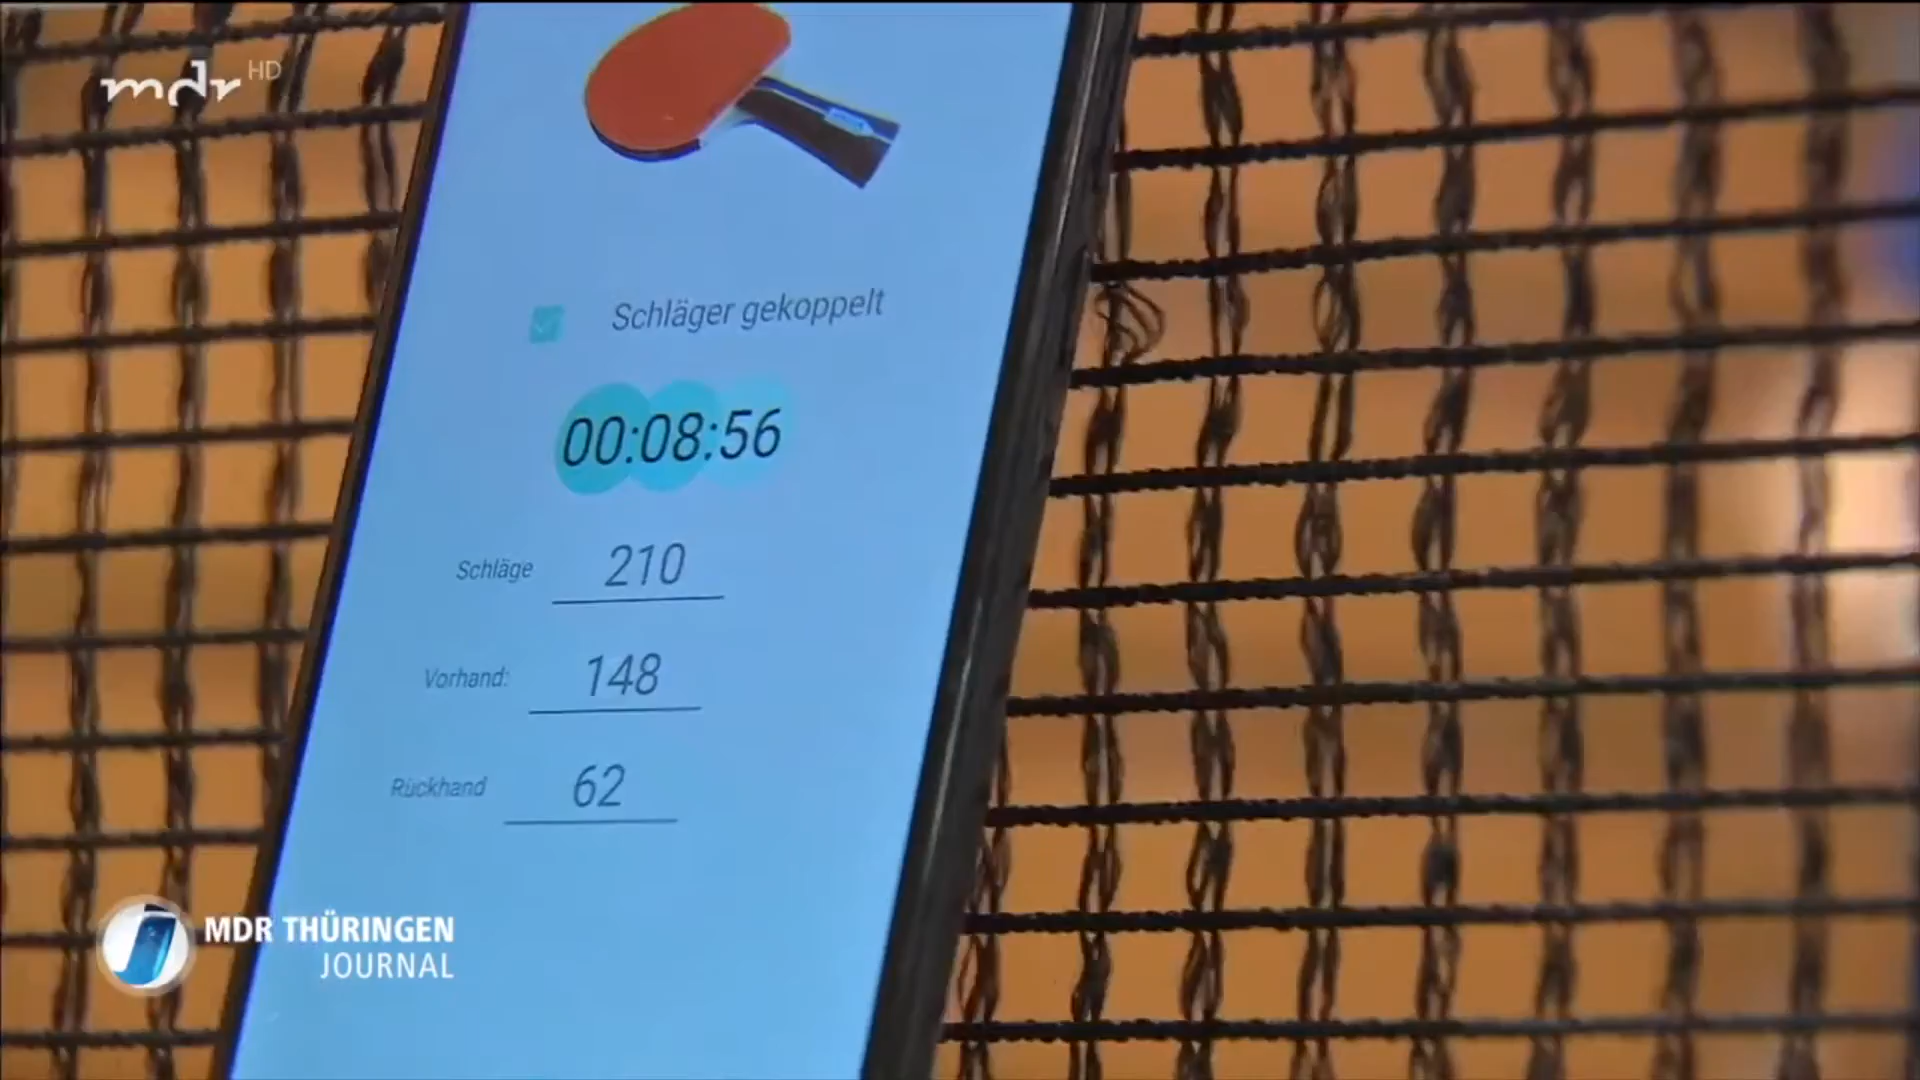 mdr HD
Schläger gekoppelt
00:08:56
Schläge 210
Vorhand: 148
Rückhand 62
MDR THÜRINGEN
JOURNAL